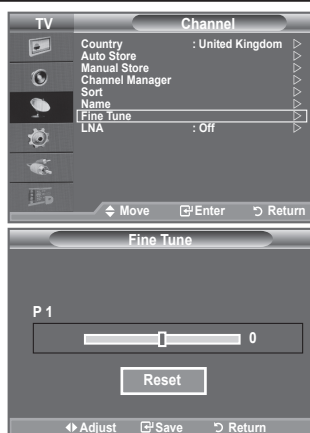 TV Channel
Country : United Kingdom
Auto Store
Manual Store
Channel Manager
Sort
Name
Fine Tune
LNA : Off
Move Enter Return
Fine Tune
P 1
0
Reset
Adjust Save Return